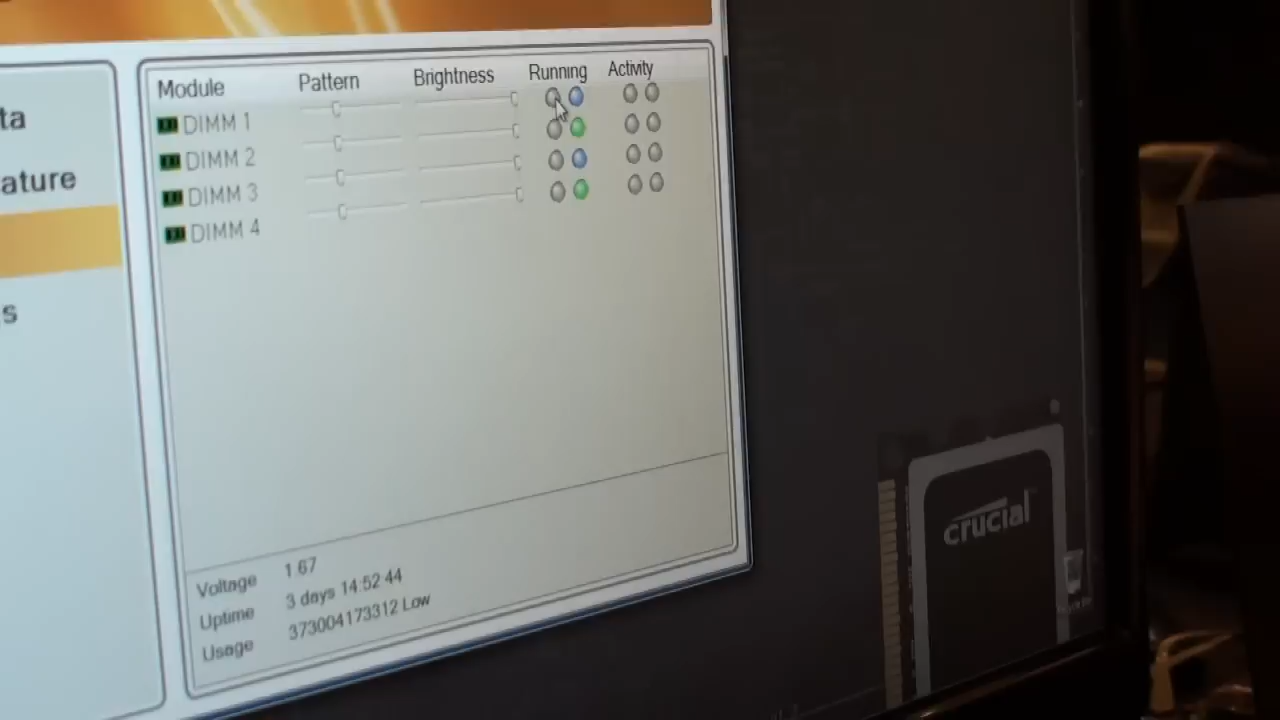 ta
ature
s
Module Pattern Brightness Running Activity
DIMM 1
DIMM 2
DIMM 3
DIMM 4
Voltage 1.67
Uptime 3 days 14:52:44
Usage 373004173312 Low
crucial